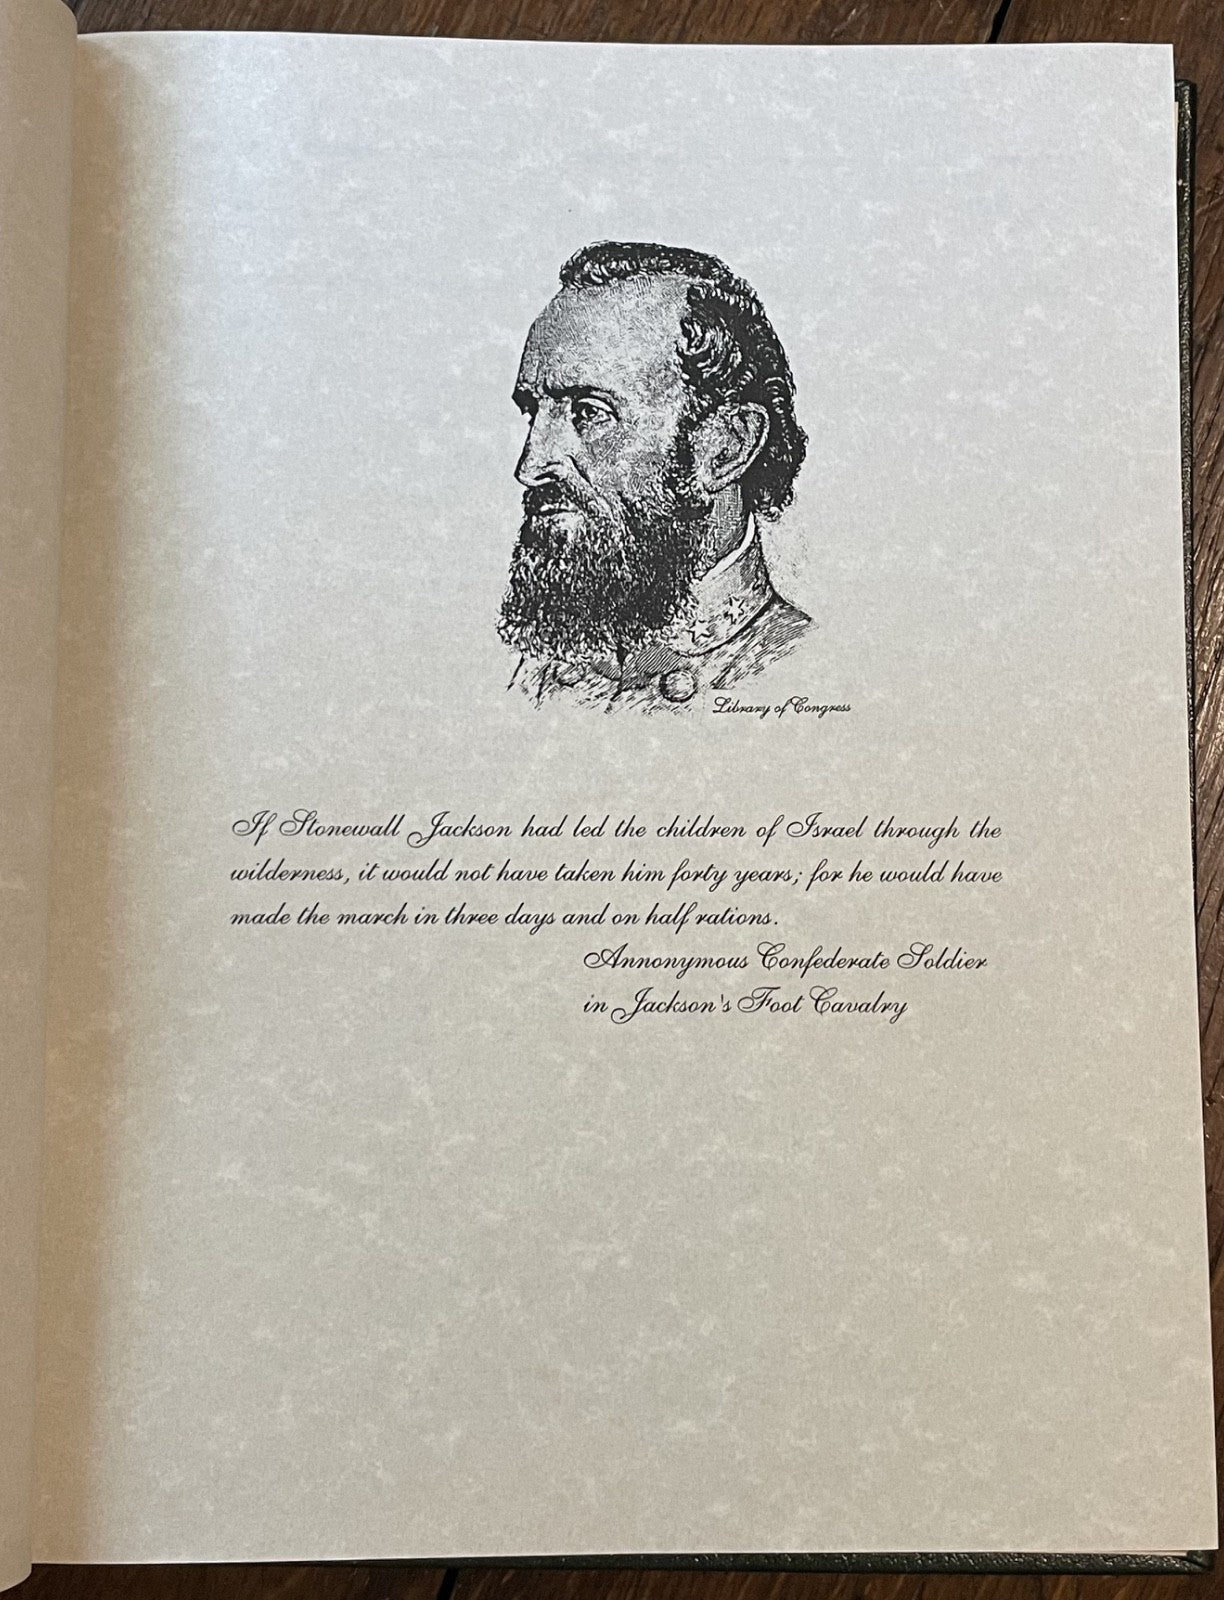 Library of Congress
If Stonewall Jackson had led the children of Israel through the
wilderness, it would not have taken him forty years; for he would have
made the march in three days and on half rations.
Annonymous Confederate Soldier
in Jackson's Foot Cavalry